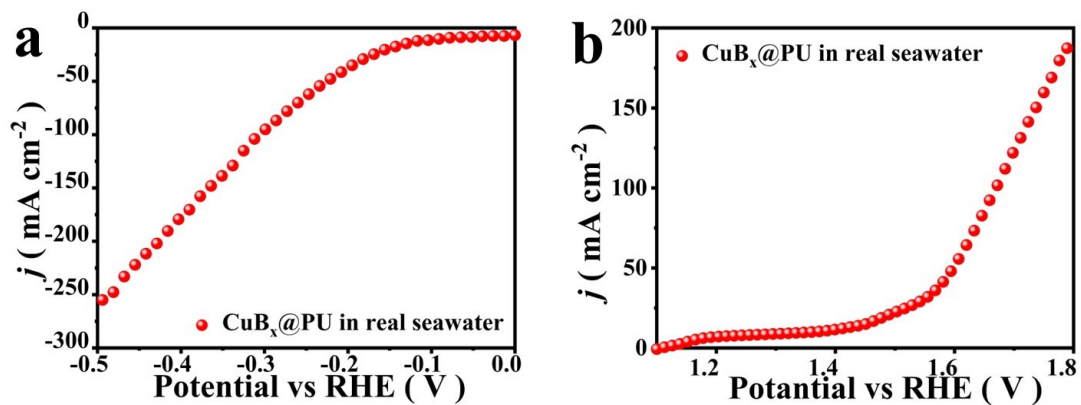 a
0
-50
-100
-150
-200
-250
-300
j ( mA cm⁻² )
CuBₓ@PU in real seawater
-0.5 -0.4 -0.3 -0.2 -0.1 0.0
Potential vs RHE ( V )
b
200
150
100
50
0
j ( mA cm⁻² )
CuBₓ@PU in real seawater
1.2 1.4 1.6 1.8
Potantial vs RHE ( V )